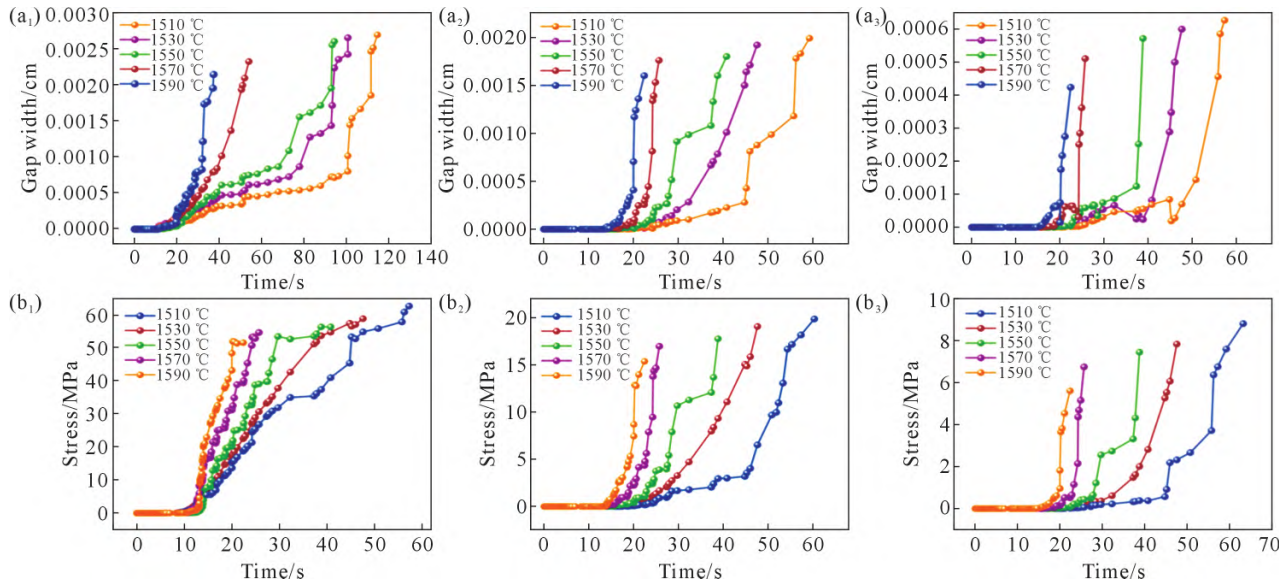 (a₁)
Gap width/cm
0.0030
0.0025
0.0020
0.0015
0.0010
0.0005
0.0000
1510 ℃
1530 ℃
1550 ℃
1570 ℃
1590 ℃
0 20 40 60 80 100 120 140
Time/s
(a₂)
Gap width/cm
0.0020
0.0015
0.0010
0.0005
0.0000
1510 ℃
1530 ℃
1550 ℃
1570 ℃
1590 ℃
0 10 20 30 40 50 60
Time/s
(a₃)
Gap width/cm
0.0006
0.0005
0.0004
0.0003
0.0002
0.0001
0.0000
1510 ℃
1530 ℃
1550 ℃
1570 ℃
1590 ℃
0 10 20 30 40 50 60
Time/s
(b₁)
Stress/MPa
60
50
40
30
20
10
0
1510 ℃
1530 ℃
1550 ℃
1570 ℃
1590 ℃
0 10 20 30 40 50 60
Time/s
(b₂)
Stress/MPa
20
15
10
5
0
1510 ℃
1530 ℃
1550 ℃
1570 ℃
1590 ℃
0 10 20 30 40 50 60
Time/s
(b₃)
Stress/MPa
10
8
6
4
2
0
1510 ℃
1530 ℃
1550 ℃
1570 ℃
1590 ℃
0 10 20 30 40 50 60 70
Time/s